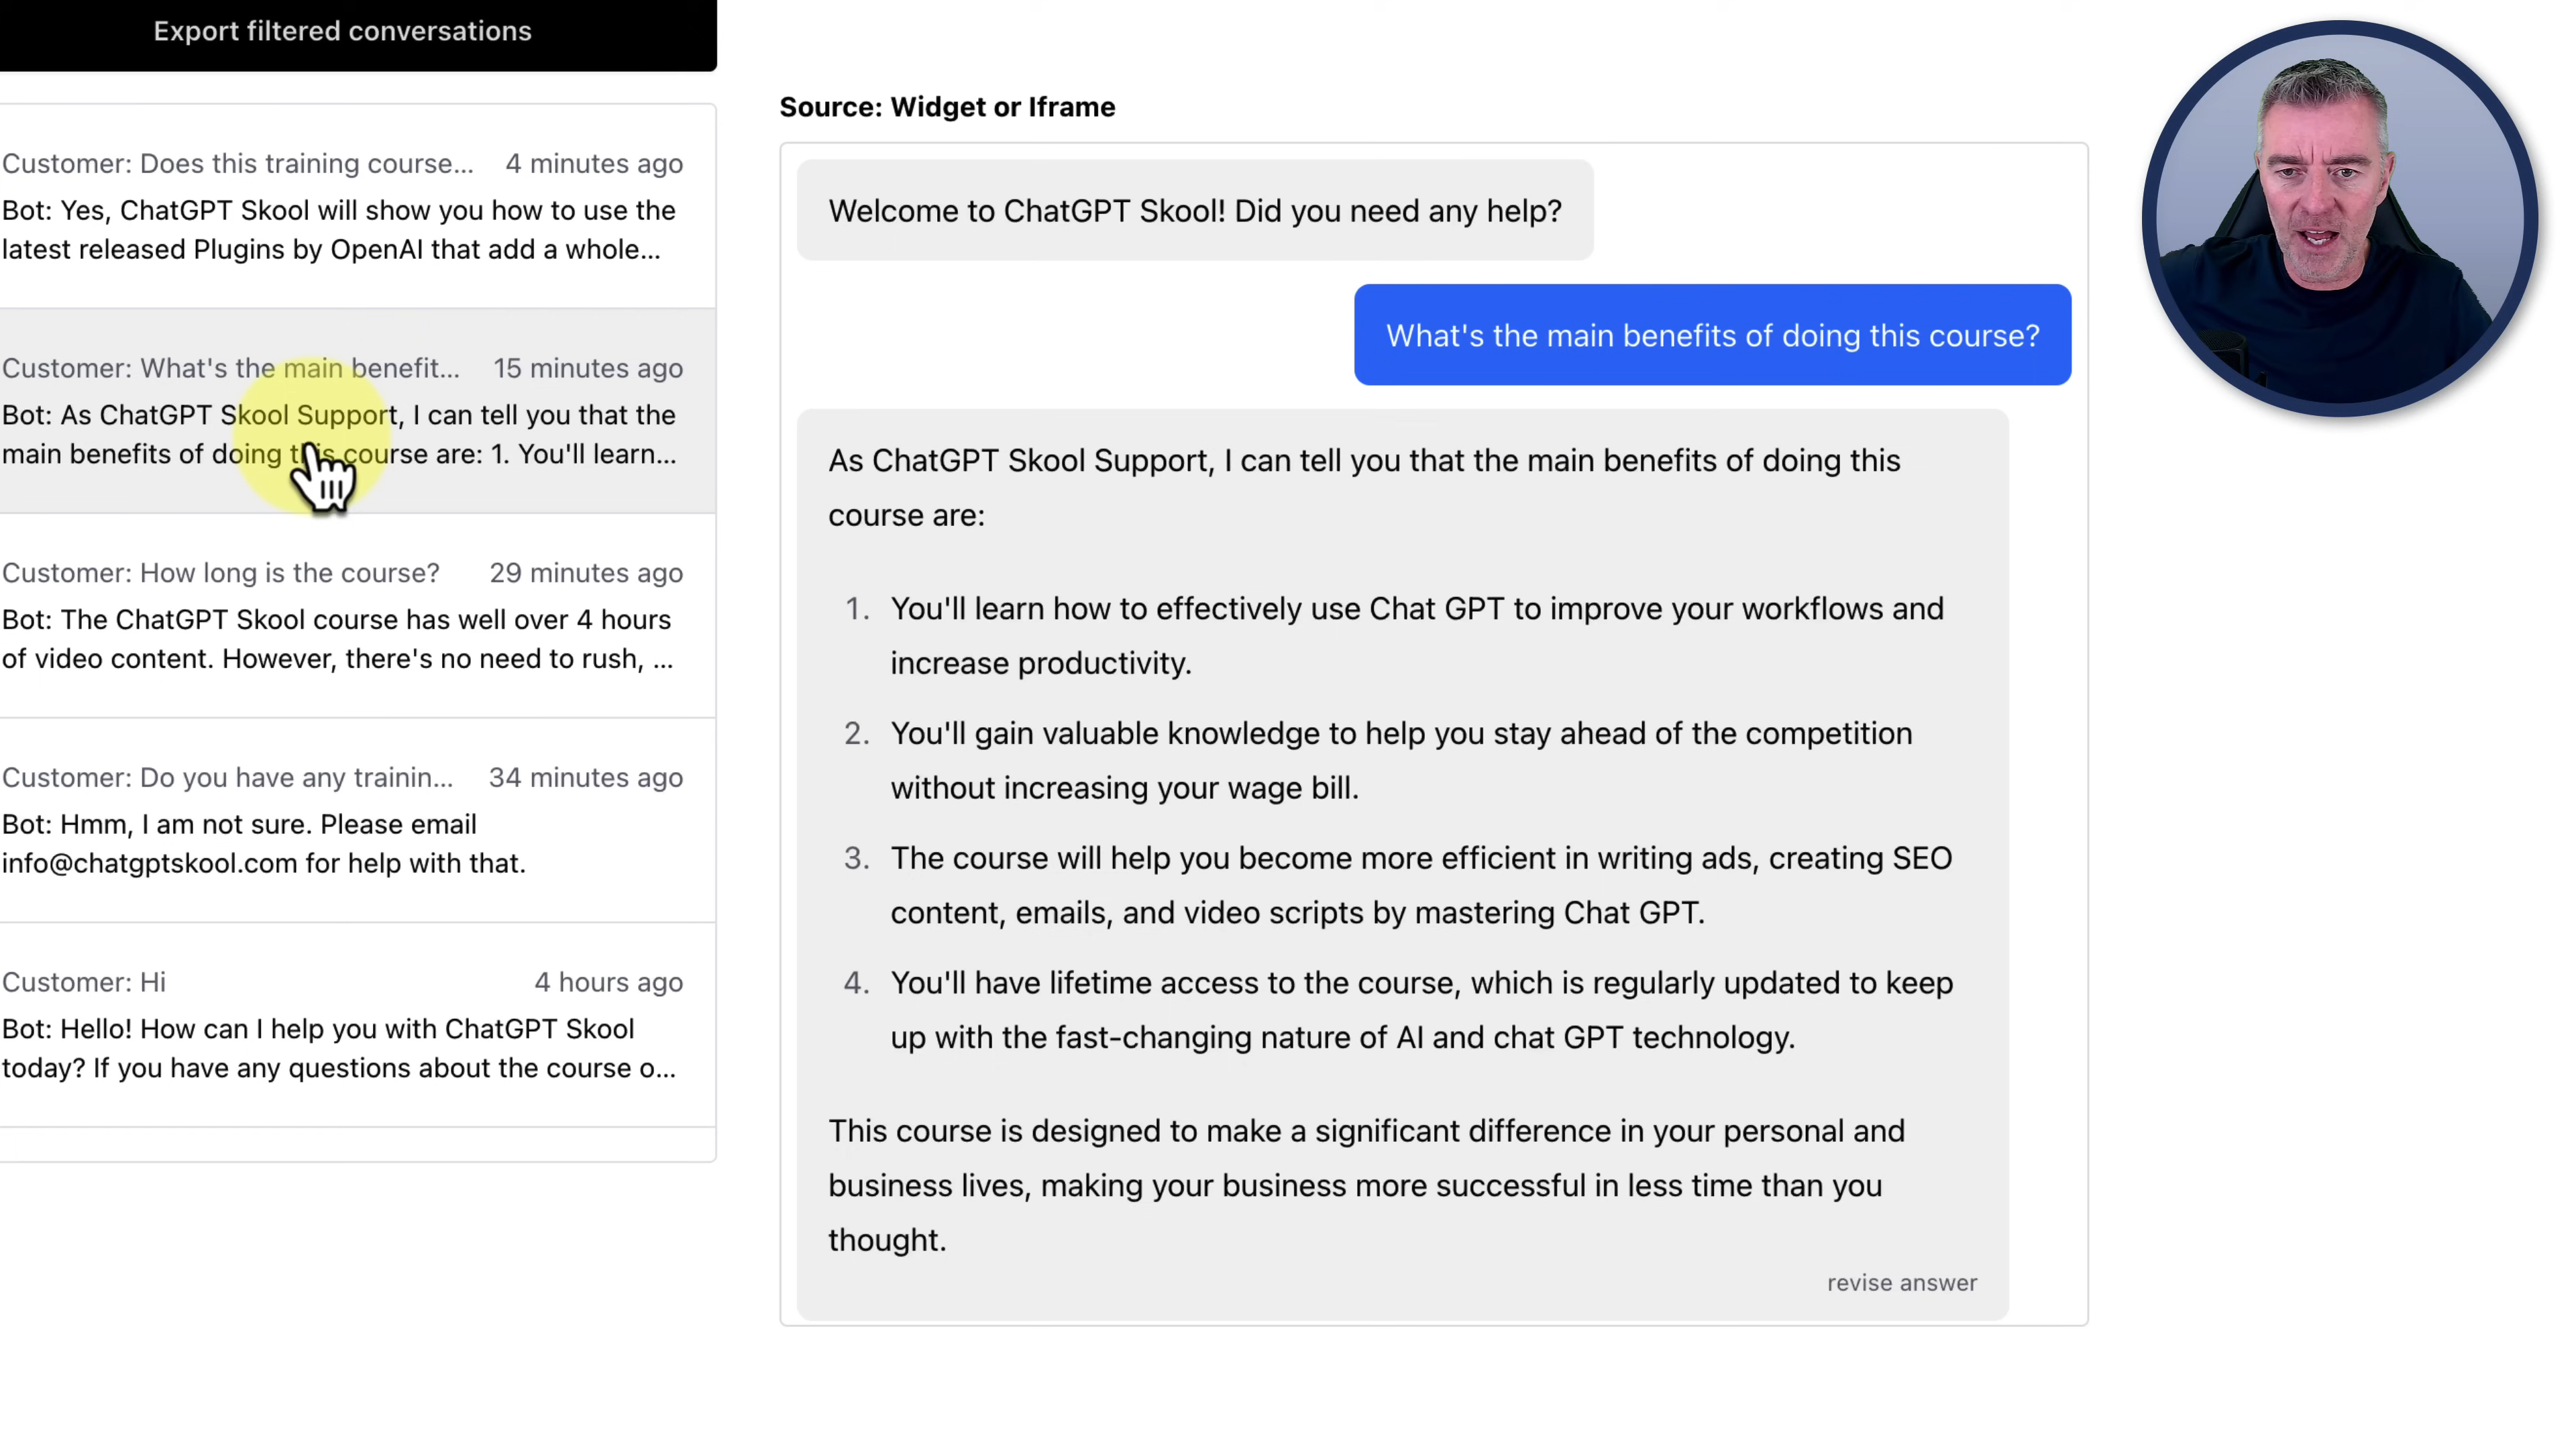 Export filtered conversations
Customer: Does this training course... 4 minutes ago
Bot: Yes, ChatGPT Skool will show you how to use the
latest released Plugins by OpenAI that add a whole...
Customer: What's the main benefit... 15 minutes ago
Bot: As ChatGPT Skool Support, I can tell you that the
main benefits of doing this course are: 1. You'll learn...
Customer: How long is the course? 29 minutes ago
Bot: The ChatGPT Skool course has well over 4 hours
of video content. However, there's no need to rush, ...
Customer: Do you have any trainin... 34 minutes ago
Bot: Hmm, I am not sure. Please email
info@chatgptskool.com for help with that.
Customer: Hi 4 hours ago
Bot: Hello! How can I help you with ChatGPT Skool
today? If you have any questions about the course o...
Source: Widget or Iframe
Welcome to ChatGPT Skool! Did you need any help?
What's the main benefits of doing this course?
As ChatGPT Skool Support, I can tell you that the main benefits of doing this
course are:
1. You'll learn how to effectively use Chat GPT to improve your workflows and
increase productivity.
2. You'll gain valuable knowledge to help you stay ahead of the competition
without increasing your wage bill.
3. The course will help you become more efficient in writing ads, creating SEO
content, emails, and video scripts by mastering Chat GPT.
4. You'll have lifetime access to the course, which is regularly updated to keep
up with the fast-changing nature of AI and chat GPT technology.
This course is designed to make a significant difference in your personal and
business lives, making your business more successful in less time than you
thought.
revise answer